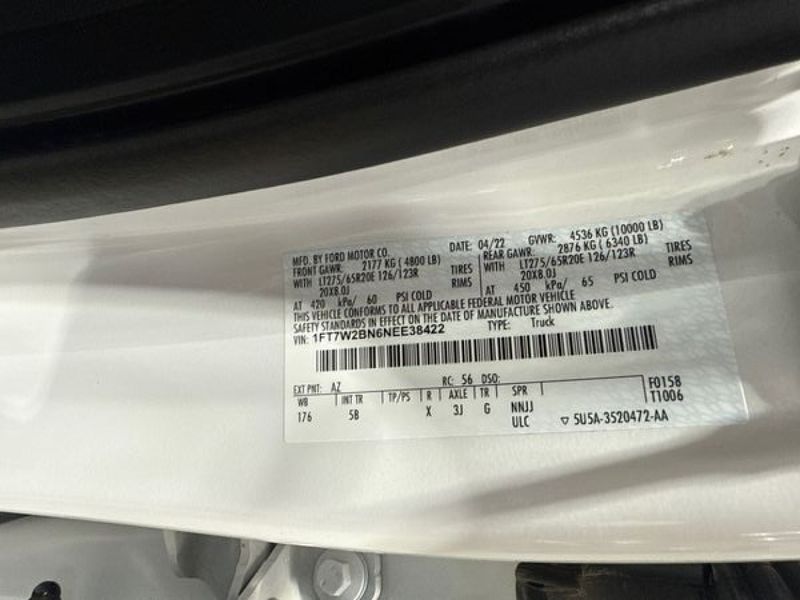 MFD. BY FORD MOTOR CO. DATE: 04/22 GVWR: 4536 KG (10000 LB)
FRONT GAWR: 2177 KG ( 4800 LB) REAR GAWR: 2876 KG ( 6340 LB)
WITH LT275/65R20E 126/123R TIRES WITH LT275/65R20E 126/123R TIRES
20X8.0J RIMS 20X8.0J RIMS
AT 420 kPa/ 60 PSI COLD AT 450 kPa/ 65 PSI COLD
THIS VEHICLE CONFORMS TO ALL APPLICABLE FEDERAL MOTOR VEHICLE
SAFETY STANDARDS IN EFFECT ON THE DATE OF MANUFACTURE SHOWN ABOVE.
VIN: 1FT7W2BN6NEE38422 TYPE: Truck
EXT PNT: AZ RC: 56 DSO: F0158
WB INT TR TP/PS R AXLE TR SPR T1006
176 5B X 3J G NNJJ
ULC 5U5A-3520472-AA